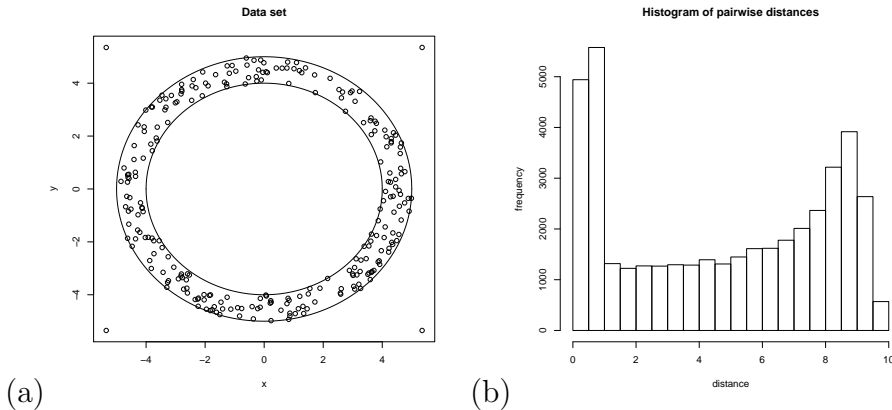 Data set
4
2
0
−2
−4
y
−4 −2 0 2 4
x
(a)
Histogram of pairwise distances
5000
4000
3000
2000
1000
0
frequency
0 2 4 6 8 10
distance
(b)